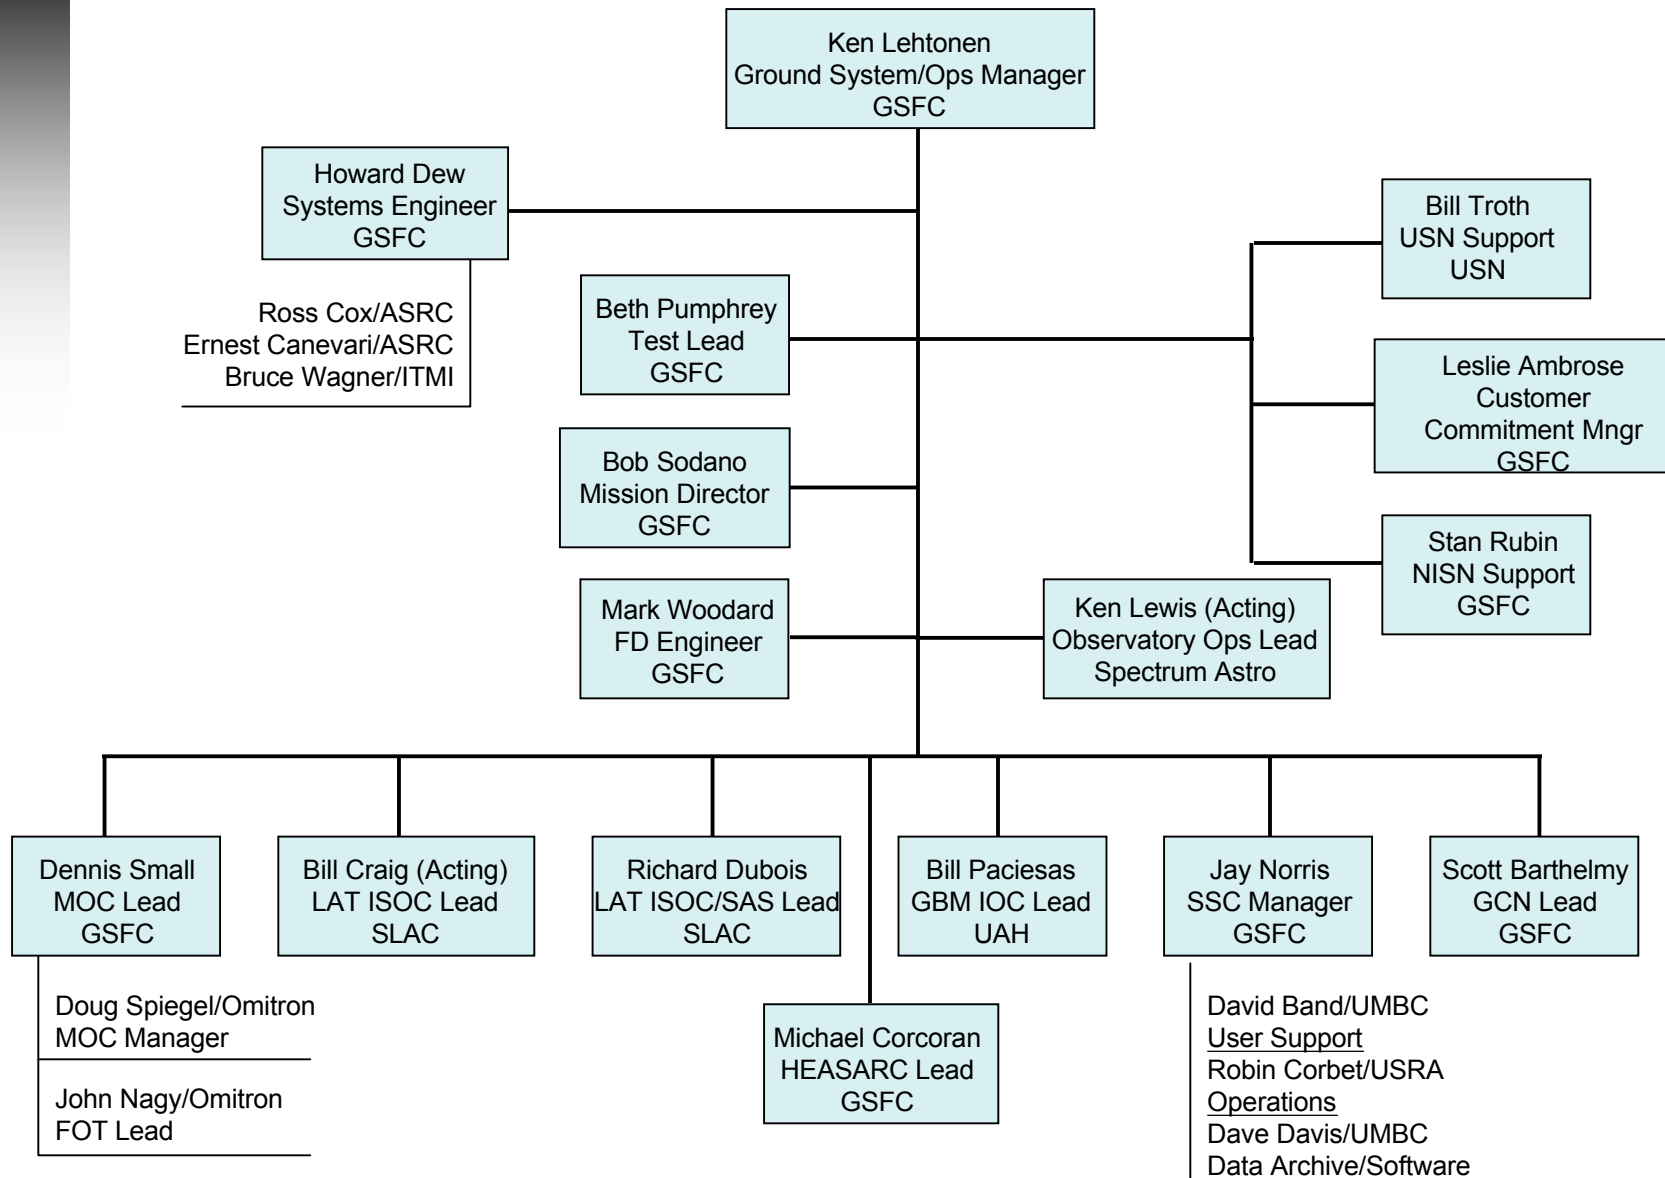 Ken Lehtonen
Ground System/Ops Manager
GSFC
Howard Dew
Systems Engineer
GSFC
Ross Cox/ASRC
Ernest Canevari/ASRC
Bruce Wagner/ITMI
Beth Pumphrey
Test Lead
GSFC
Bill Troth
USN Support
USN
Leslie Ambrose
Customer
Commitment Mngr
GSFC
Bob Sodano
Mission Director
GSFC
Stan Rubin
NISN Support
GSFC
Mark Woodard
FD Engineer
GSFC
Ken Lewis (Acting)
Observatory Ops Lead
Spectrum Astro
Dennis Small
MOC Lead
GSFC
Doug Spiegel/Omitron
MOC Manager
John Nagy/Omitron
FOT Lead
Bill Craig (Acting)
LAT ISOC Lead
SLAC
Richard Dubois
LAT ISOC/SAS Lead
SLAC
Michael Corcoran
HEASARC Lead
GSFC
Bill Paciesas
GBM IOC Lead
UAH
Jay Norris
SSC Manager
GSFC
David Band/UMBC
User Support
Robin Corbet/USRA
Operations
Dave Davis/UMBC
Data Archive/Software
Scott Barthelmy
GCN Lead
GSFC